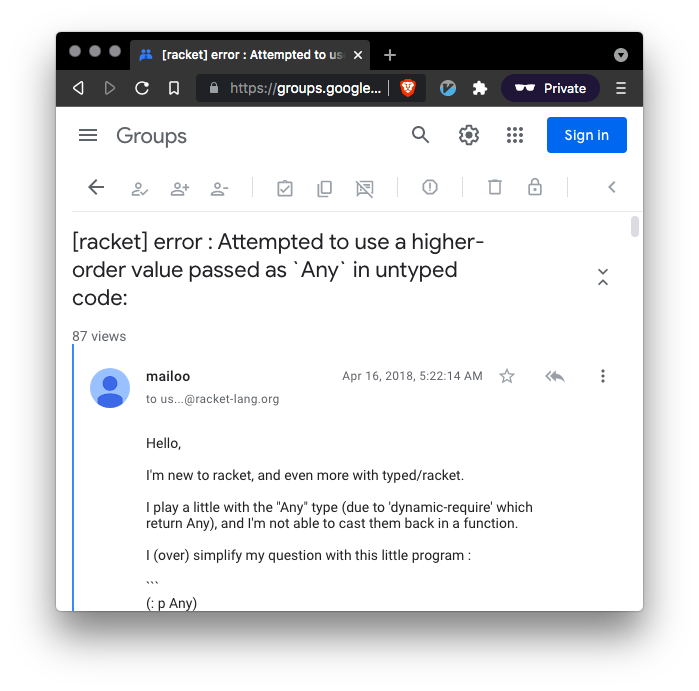 [racket] error : Attempted to us
https://groups.google...
Private
Groups
Sign in
[racket] error : Attempted to use a higher-
order value passed as `Any` in untyped
code:
87 views
mailoo
Apr 16, 2018, 5:22:14 AM
to us...@racket-lang.org
Hello,
I'm new to racket, and even more with typed/racket.
I play a little with the "Any" type (due to 'dynamic-require' which
return Any), and I'm not able to cast them back in a function.
I (over) simplify my question with this little program :
```
(: p Any)